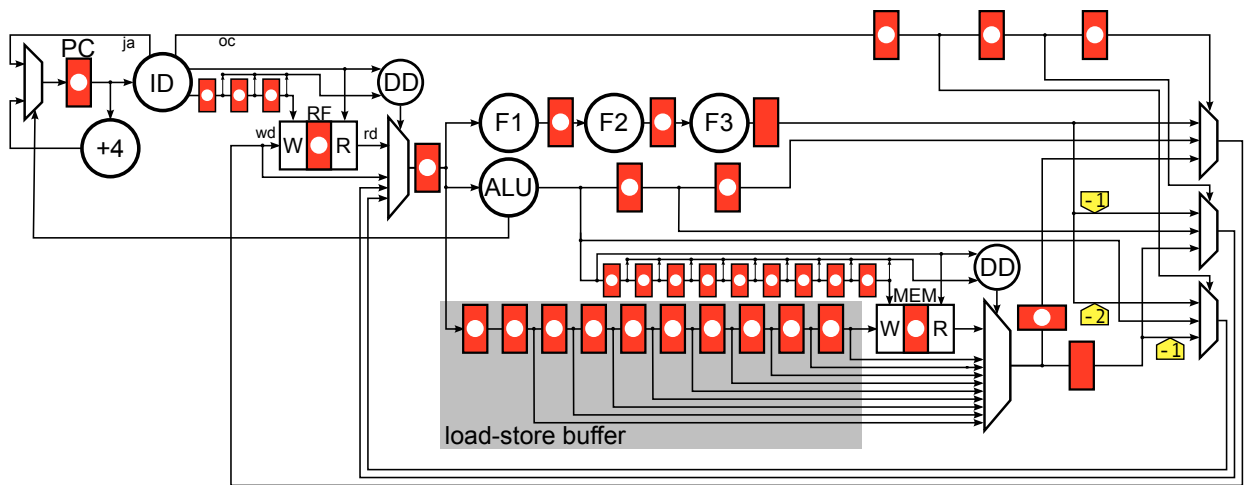 ja
oc
PC
ID
DD
+4
wd
RF
rd
W
R
F1
F2
F3
ALU
-1
DD
MEM
W
R
-2
-1
load-store buffer